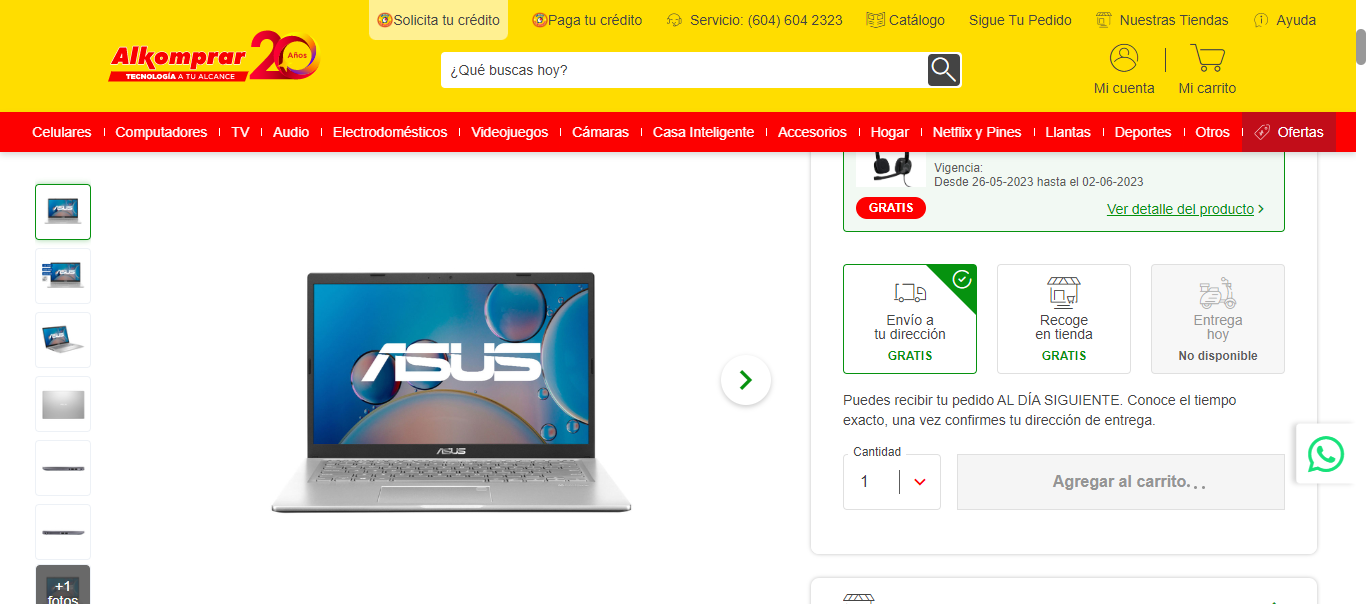 Solicita tu crédito
Paga tu crédito
Servicio: (604) 604 2323
Catálogo
Sigue Tu Pedido
Nuestras Tiendas
Ayuda
Alkomprar 20 Años
TECNOLOGÍA A TU ALCANCE
¿Qué buscas hoy?
Mi cuenta
Mi carrito
Celulares
Computadores
TV
Audio
Electrodomésticos
Videojuegos
Cámaras
Casa Inteligente
Accesorios
Hogar
Netflix y Pines
Llantas
Deportes
Otros
Ofertas
ASUS
ASUS
+1
fotos
Vigencia:
Desde 26-05-2023 hasta el 02-06-2023
GRATIS
Ver detalle del producto
Envío a
tu dirección
GRATIS
Recoge
en tienda
GRATIS
Entrega
hoy
No disponible
Puedes recibir tu pedido AL DÍA SIGUIENTE. Conoce el tiempo
exacto, una vez confirmes tu dirección de entrega.
Cantidad
1
Agregar al carrito...